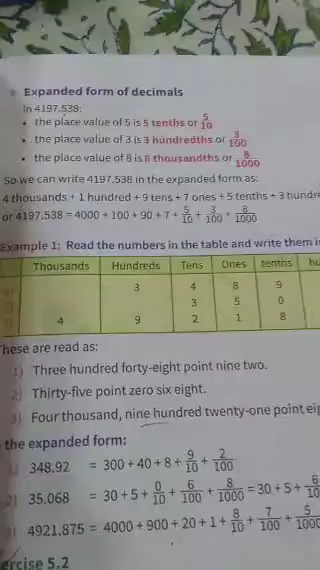 Expanded form of decimals
In 4197.538:
• the place value of 5 is 5 tenths or 5/10
• the place value of 3 is 3 hundredths or 3/100
• the place value of 8 is 8 thousandths or 8/1000
So we can write 4197.538 in the expanded form as:
4 thousands + 1 hundred + 9 tens + 7 ones + 5 tenths + 3 hundre
or 4197.538 = 4000 + 100 + 90 + 7 + 5/10 + 3/100 + 8/1000
Example 1: Read the numbers in the table and write them i
Thousands Hundreds Tens Ones tenths hu
3 4 8 9
3 5 0
4 9 2 1 8
These are read as:
1) Three hundred forty-eight point nine two.
2) Thirty-five point zero six eight.
3) Four thousand, nine hundred twenty-one point eig
the expanded form:
1) 348.92 = 300 + 40 + 8 + 9/10 + 2/100
2) 35.068 = 30 + 5 + 0/10 + 6/100 + 8/1000 = 30 + 5 + 6/10
3) 4921.875 = 4000 + 900 + 20 + 1 + 8/10 + 7/100 + 5/1000
ercise 5.2